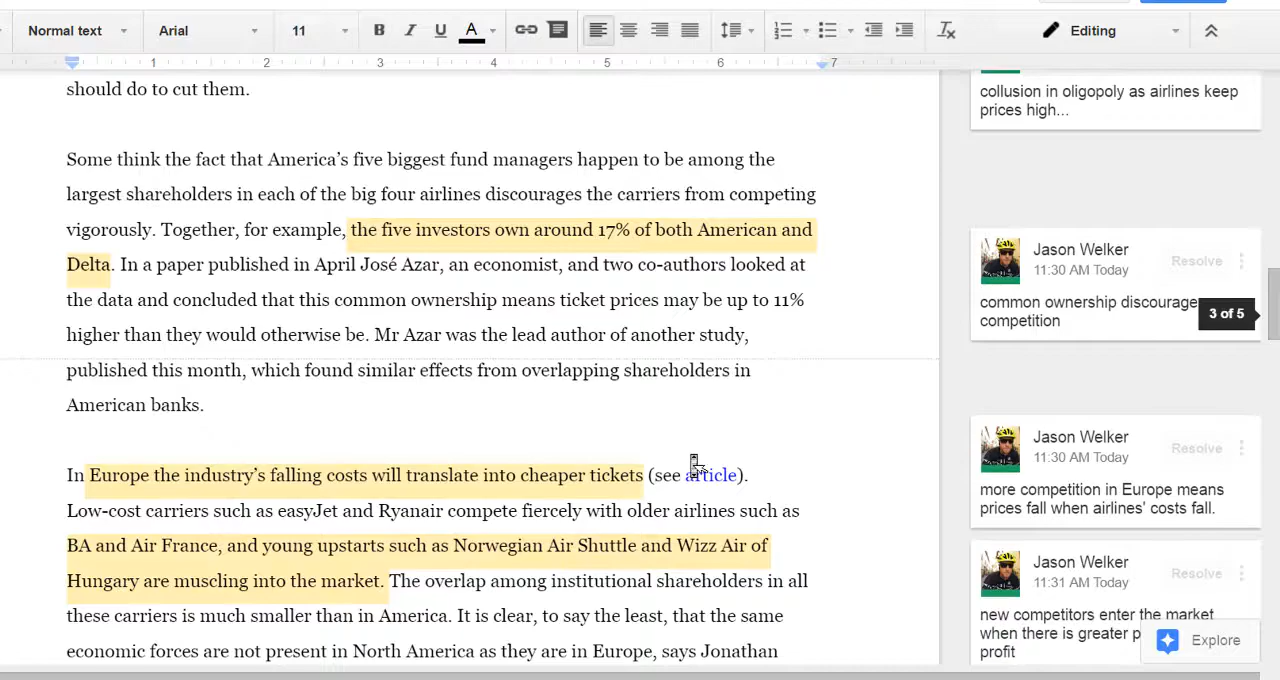 Normal text
Arial
11
B
I
U
A
Editing
1
2
3
4
5
6
7
should do to cut them.
Some think the fact that America's five biggest fund managers happen to be among the
largest shareholders in each of the big four airlines discourages the carriers from competing
vigorously. Together, for example, the five investors own around 17% of both American and
Delta. In a paper published in April José Azar, an economist, and two co-authors looked at
the data and concluded that this common ownership means ticket prices may be up to 11%
higher than they would otherwise be. Mr Azar was the lead author of another study,
published this month, which found similar effects from overlapping shareholders in
American banks.
In Europe the industry's falling costs will translate into cheaper tickets (see article).
Low-cost carriers such as easyJet and Ryanair compete fiercely with older airlines such as
BA and Air France, and young upstarts such as Norwegian Air Shuttle and Wizz Air of
Hungary are muscling into the market. The overlap among institutional shareholders in all
these carriers is much smaller than in America. It is clear, to say the least, that the same
economic forces are not present in North America as they are in Europe, says Jonathan
collusion in oligopoly as airlines keep
prices high...
Jason Welker
11:30 AM Today
Resolve
common ownership discourage
competition
3 of 5
Jason Welker
11:30 AM Today
Resolve
more competition in Europe means
prices fall when airlines' costs fall.
Jason Welker
11:31 AM Today
Resolve
new competitors enter the market
when there is greater p
profit
Explore